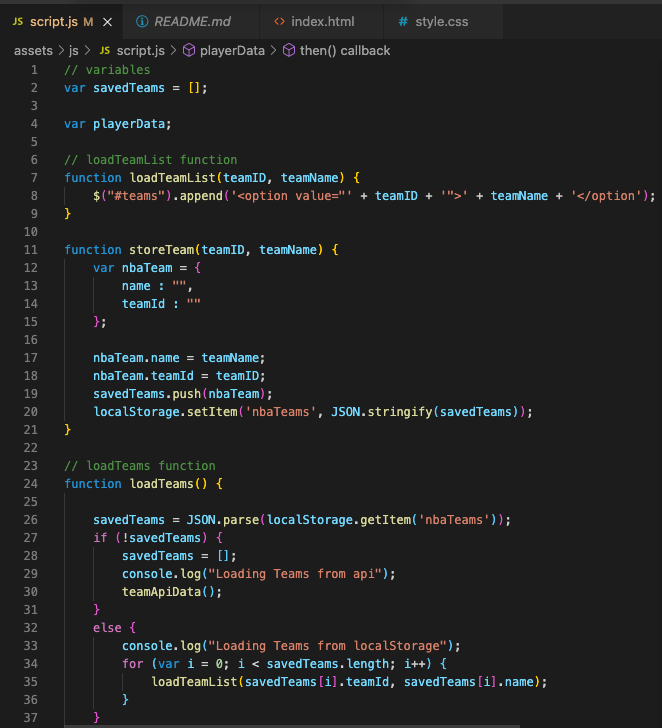 JS script.js M × ⓘ README.md <> index.html # style.css
assets > js > JS script.js > playerData > then() callback
1 // variables
2 var savedTeams = [];
3
4 var playerData;
5
6 // loadTeamList function
7 function loadTeamList(teamID, teamName) {
8     $("#teams").append('<option value="' + teamID + '">' + teamName + '</option');
9 }
10
11 function storeTeam(teamID, teamName) {
12     var nbaTeam = {
13         name : "",
14         teamId : ""
15     };
16
17     nbaTeam.name = teamName;
18     nbaTeam.teamId = teamID;
19     savedTeams.push(nbaTeam);
20     localStorage.setItem('nbaTeams', JSON.stringify(savedTeams));
21 }
22
23 // loadTeams function
24 function loadTeams() {
25
26     savedTeams = JSON.parse(localStorage.getItem('nbaTeams'));
27     if (!savedTeams) {
28         savedTeams = [];
29         console.log("Loading Teams from api");
30         teamApiData();
31     }
32     else {
33         console.log("Loading Teams from localStorage");
34         for (var i = 0; i < savedTeams.length; i++) {
35             loadTeamList(savedTeams[i].teamId, savedTeams[i].name);
36         }
37     }